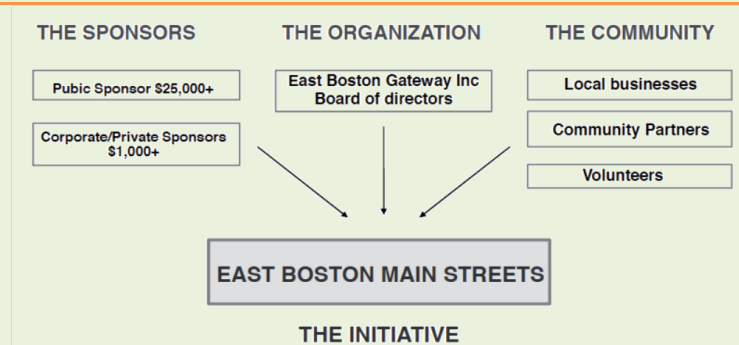 THE SPONSORS
Pubic Sponsor $25,000+
Corporate/Private Sponsors
$1,000+
THE ORGANIZATION
East Boston Gateway Inc
Board of directors
THE COMMUNITY
Local businesses
Community Partners
Volunteers
EAST BOSTON MAIN STREETS
THE INITIATIVE